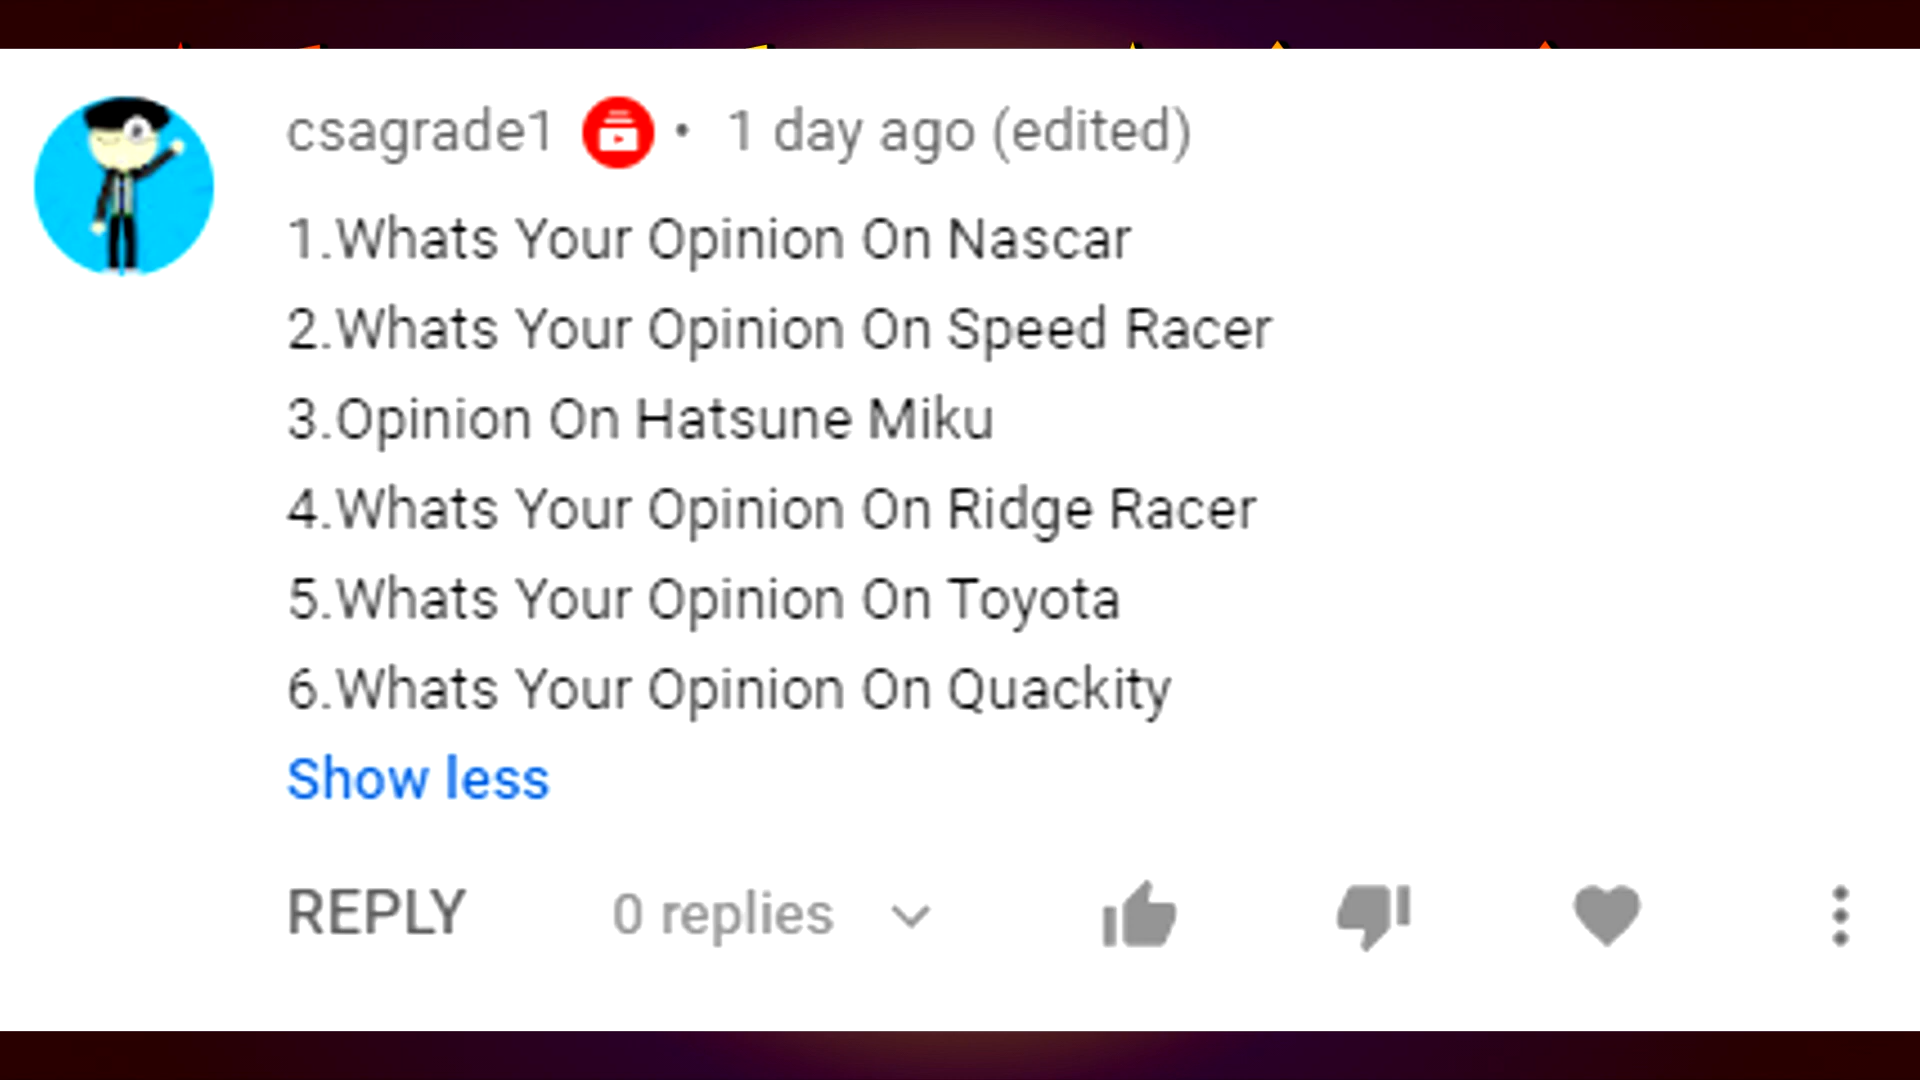 csagrade1 • 1 day ago (edited)
1.Whats Your Opinion On Nascar
2.Whats Your Opinion On Speed Racer
3.Opinion On Hatsune Miku
4.Whats Your Opinion On Ridge Racer
5.Whats Your Opinion On Toyota
6.Whats Your Opinion On Quackity
Show less
REPLY 0 replies